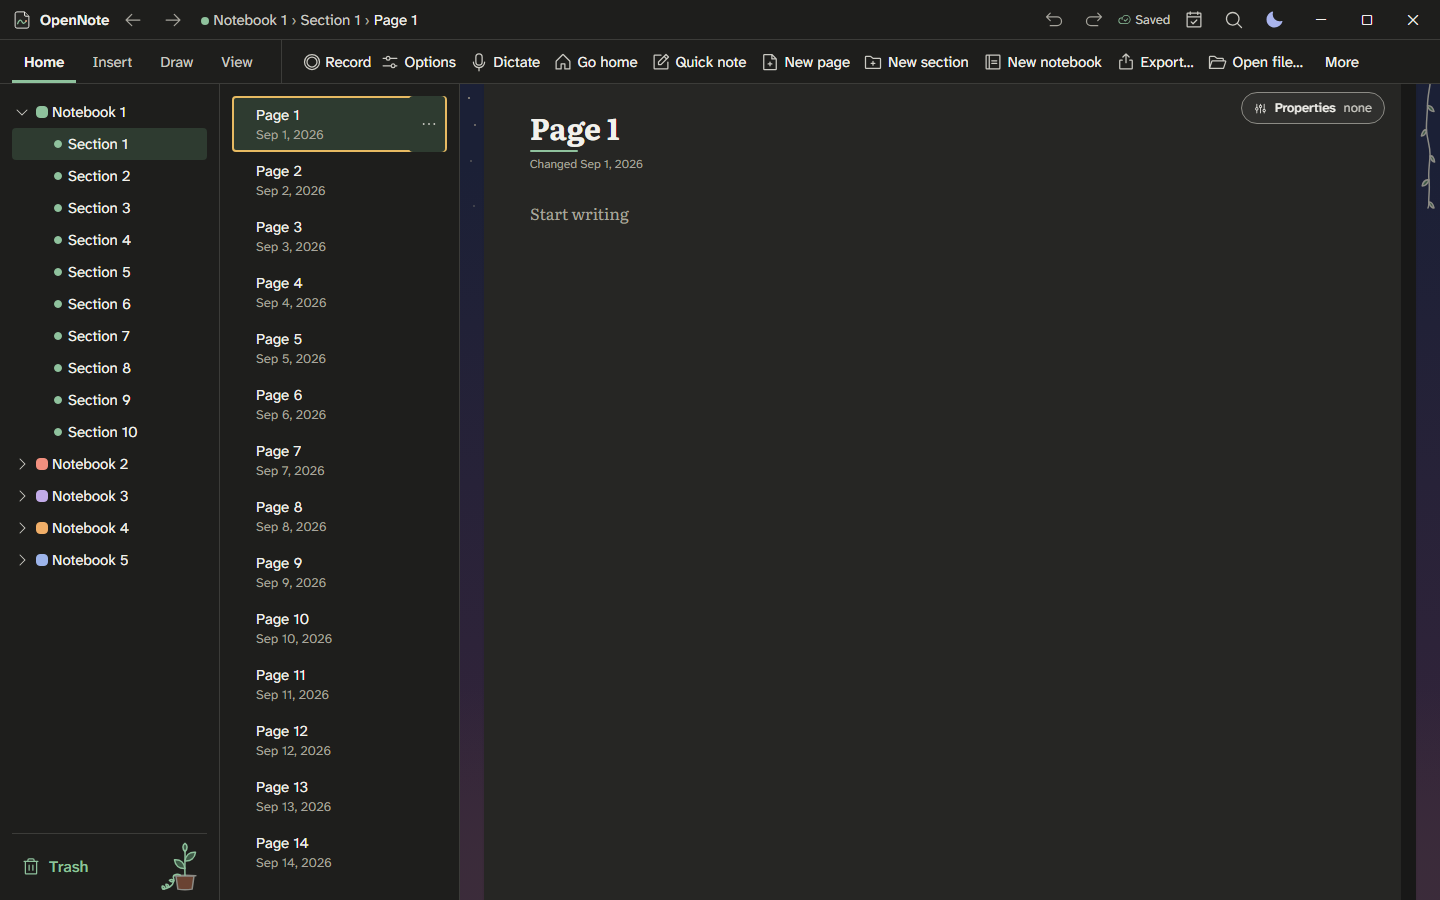 OpenNote
Notebook 1 › Section 1 › Page 1
Saved
Home
Insert
Draw
View
Record
Options
Dictate
Go home
Quick note
New page
New section
New notebook
Export...
Open file...
More
Notebook 1
Section 1
Section 2
Section 3
Section 4
Section 5
Section 6
Section 7
Section 8
Section 9
Section 10
Notebook 2
Notebook 3
Notebook 4
Notebook 5
Trash
Page 1
Sep 1, 2026
Page 2
Sep 2, 2026
Page 3
Sep 3, 2026
Page 4
Sep 4, 2026
Page 5
Sep 5, 2026
Page 6
Sep 6, 2026
Page 7
Sep 7, 2026
Page 8
Sep 8, 2026
Page 9
Sep 9, 2026
Page 10
Sep 10, 2026
Page 11
Sep 11, 2026
Page 12
Sep 12, 2026
Page 13
Sep 13, 2026
Page 14
Sep 14, 2026
Properties none
Page 1
Changed Sep 1, 2026
Start writing